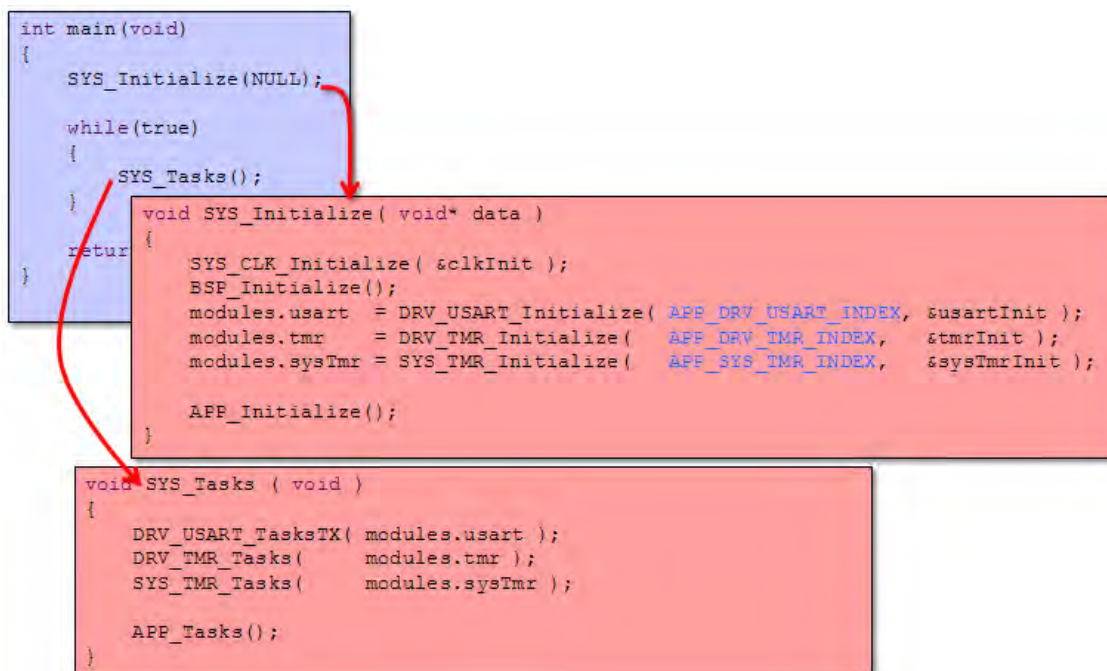 int main(void)
{
    SYS_Initialize(NULL);
    while(true)
    {
        SYS_Tasks();
    }
    retur
}
void SYS_Initialize( void* data )
{
    SYS_CLK_Initialize( &clkInit );
    BSP_Initialize();
    modules.usart  = DRV_USART_Initialize( APP_DRV_USART_INDEX, &usartInit );
    modules.tmr    = DRV_TMR_Initialize(   APP_DRV_TMR_INDEX,   &tmrInit );
    modules.sysTmr = SYS_TMR_Initialize(   APP_SYS_TMR_INDEX,   &sysTmrInit );
    APP_Initialize();
}
void SYS_Tasks ( void )
{
    DRV_USART_TasksTX( modules.usart );
    DRV_TMR_Tasks(     modules.tmr );
    SYS_TMR_Tasks(     modules.sysTmr );
    APP_Tasks();
}